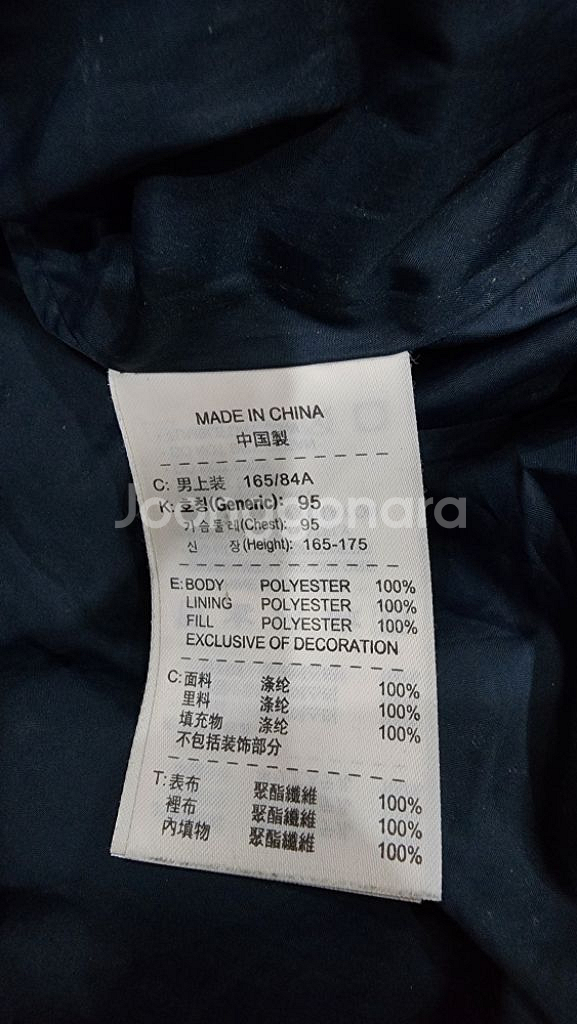 MADE IN CHINA
中国製
C: 男上装 165/84A
K: 호칭(Generic): 95
가슴둘레(Chest): 95
신 장(Height): 165-175
E: BODY POLYESTER 100%
LINING POLYESTER 100%
FILL POLYESTER 100%
EXCLUSIVE OF DECORATION
C: 面料 涤纶 100%
里料 涤纶 100%
填充物 涤纶 100%
不包括装饰部分
T: 表布 聚酯纖維 100%
裡布 聚酯纖維 100%
內填物 聚酯纖維 100%
Joonggonara